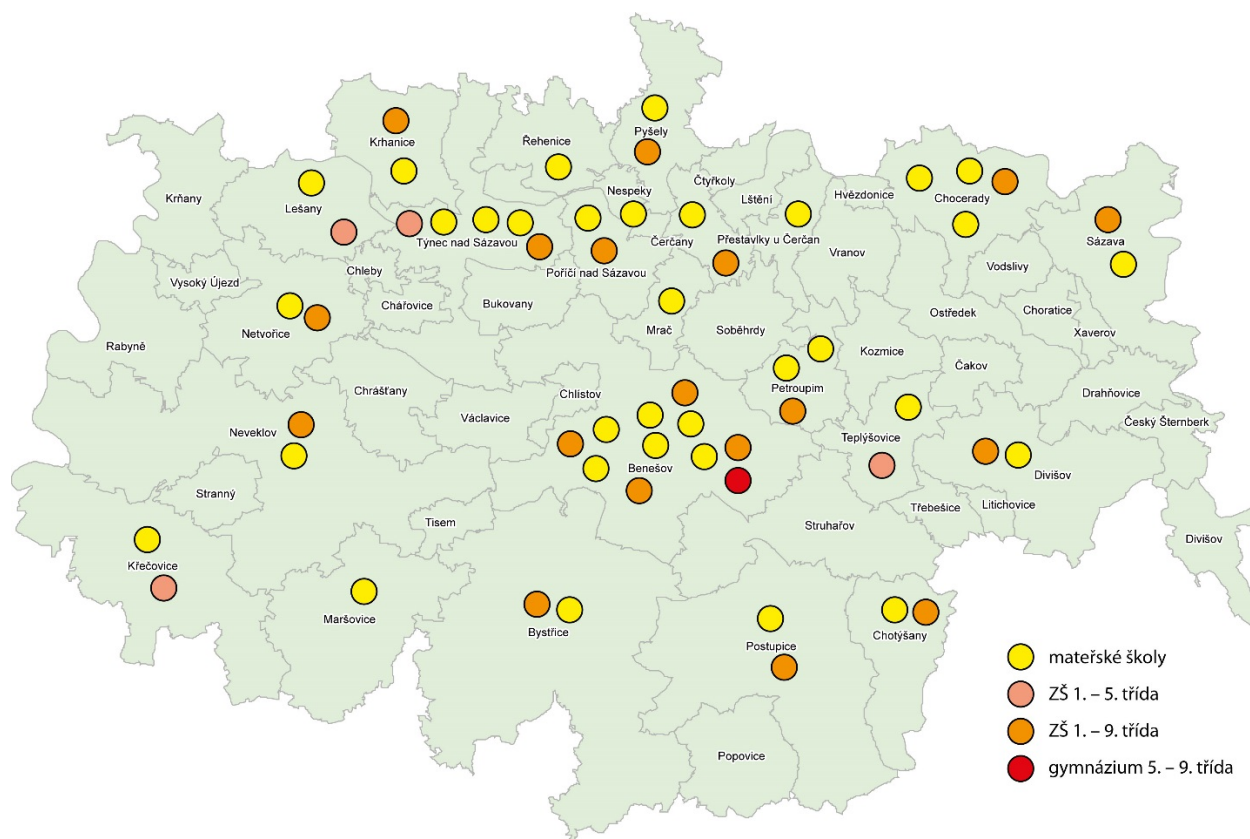 Pyšely
Krhanice
Řehenice
Krňany
Lešany
Nespeky
Čtyřkoly
Lštění
Hvězdonice
Chocerady
Sázava
Týnec nad Sázavou
Čerčany
Přestavlky u Čerčan
Vranov
Poříčí nad Sázavou
Vodslivy
Chleby
Vysoký Újezd
Chářovice
Bukovany
Netvořice
Mrač
Soběhrdy
Ostředek
Choratice
Xaverov
Rabyně
Kozmice
Čakov
Chrášťany
Chlístov
Petroupim
Drahňovice
Václavice
Český Šternberk
Neveklov
Teplýšovice
Benešov
Divišov
Stranný
Třebešice
Litichovice
Tisem
Struhařov
Divišov
Křečovice
Maršovice
Bystřice
Postupice
Chotýšany
Popovice
mateřské školy
ZŠ 1. – 5. třída
ZŠ 1. – 9. třída
gymnázium 5. – 9. třída